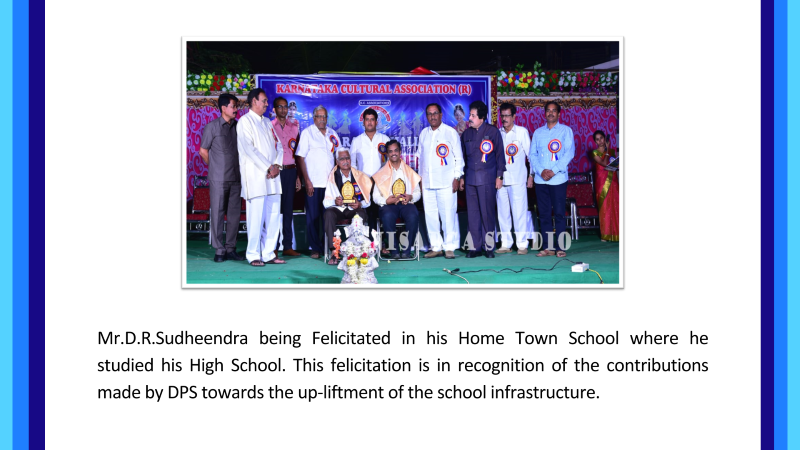 KARNATAKA CULTURAL ASSOCIATION (R)
STUDIO
Mr.D.R.Sudheendra being Felicitated in his Home Town School where he
studied his High School. This felicitation is in recognition of the contributions
made by DPS towards the up-liftment of the school infrastructure.